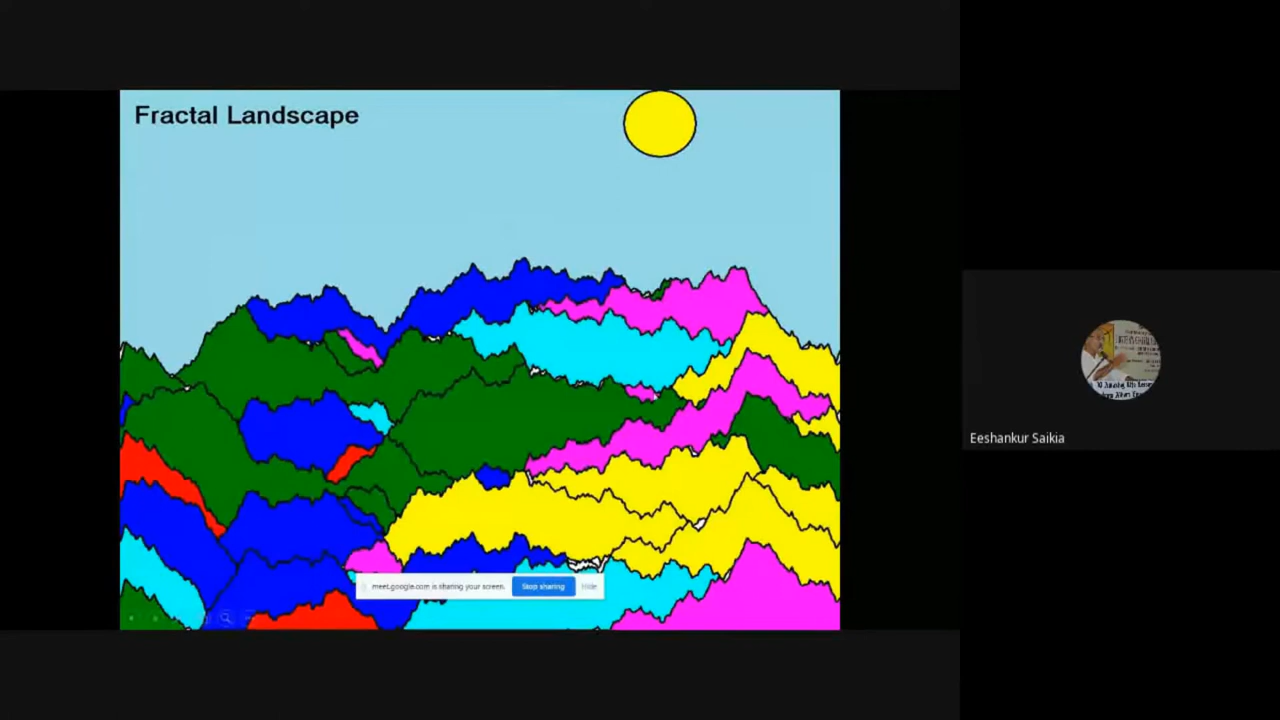 Fractal Landscape
meet.google.com is sharing your screen.
Stop sharing
Hide
Eeshankur Saikia